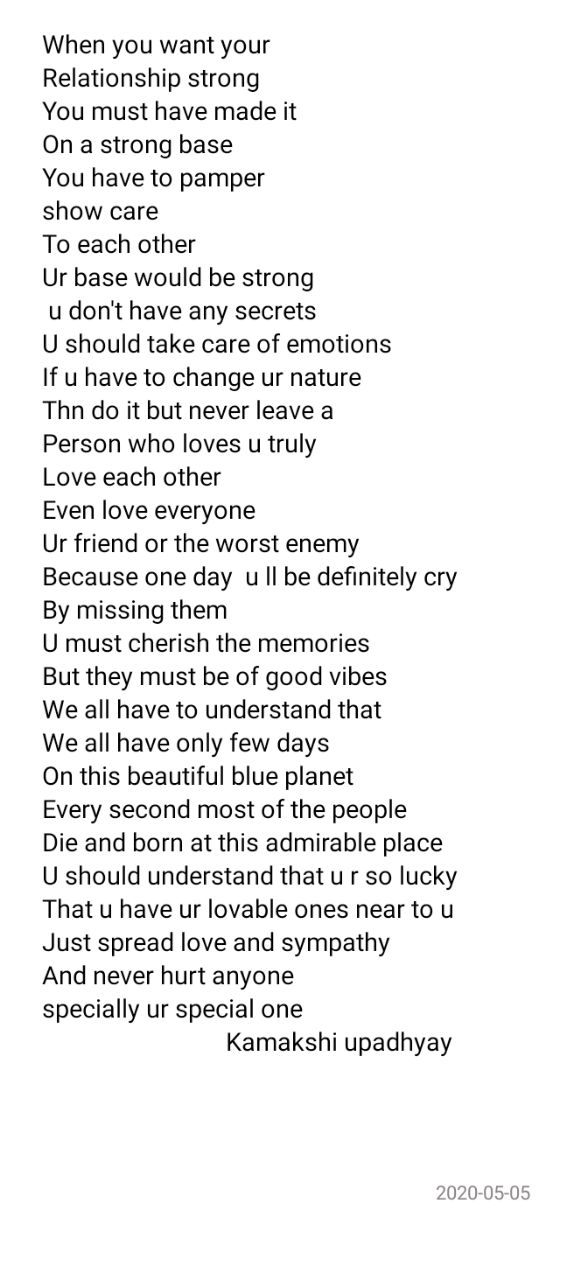 When you want your
Relationship strong
You must have made it
On a strong base
You have to pamper
show care
To each other
Ur base would be strong
u don't have any secrets
U should take care of emotions
If u have to change ur nature
Thn do it but never leave a
Person who loves u truly
Love each other
Even love everyone
Ur friend or the worst enemy
Because one day  u ll be definitely cry
By missing them
U must cherish the memories
But they must be of good vibes
We all have to understand that
We all have only few days
On this beautiful blue planet
Every second most of the people
Die and born at this admirable place
U should understand that u r so lucky
That u have ur lovable ones near to u
Just spread love and sympathy
And never hurt anyone
specially ur special one
Kamakshi upadhyay
2020-05-05